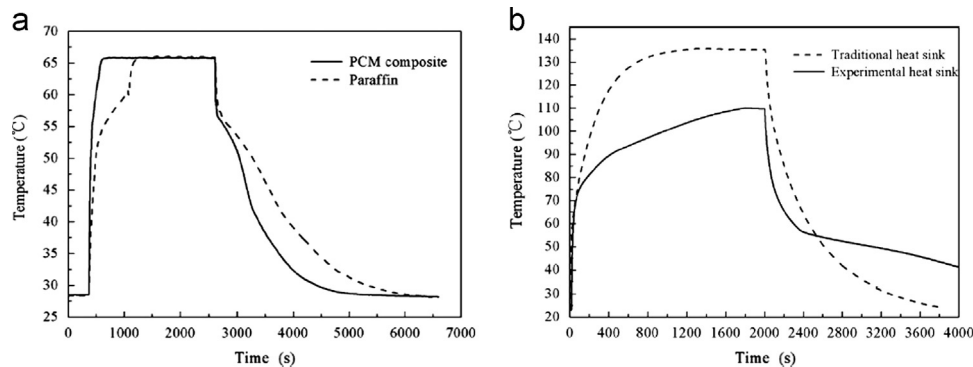 a
PCM composite
Paraffin
Temperature (℃)
70
65
60
55
50
45
40
35
30
25
0 1000 2000 3000 4000 5000 6000 7000
Time (s)
b
Traditional heat sink
Experimental heat sink
Temperature (℃)
140
130
120
110
100
90
80
70
60
50
40
30
20
0 400 800 1200 1600 2000 2400 2800 3200 3600 4000
Time (s)